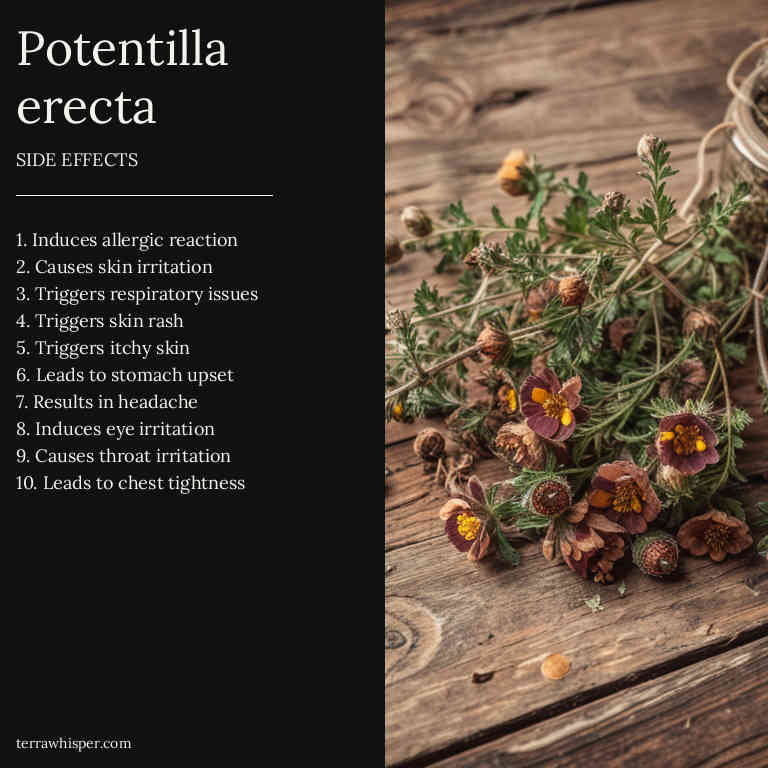 Potentilla
erecta
SIDE EFFECTS
1. Induces allergic reaction
2. Causes skin irritation
3. Triggers respiratory issues
4. Triggers skin rash
5. Triggers itchy skin
6. Leads to stomach upset
7. Results in headache
8. Induces eye irritation
9. Causes throat irritation
10. Leads to chest tightness
terrawhisper.com